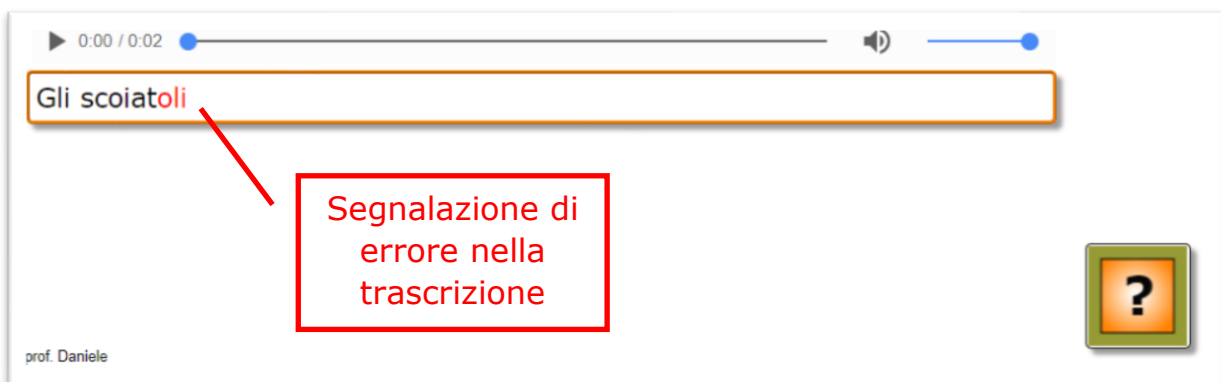 0:00 / 0:02
Gli scoiatoli
Segnalazione di
errore nella
trascrizione
?
prof. Daniele